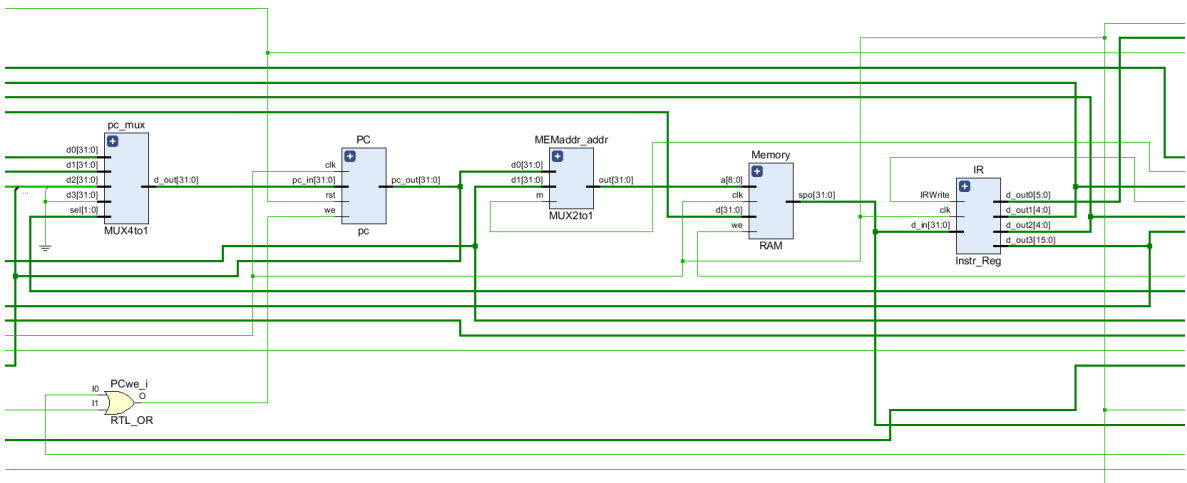 pc_mux
d0[31:0]
d1[31:0]
d2[31:0]
d3[31:0]
sel[1:0]
d_out[31:0]
MUX4to1
...
PC
clk
pc_in[31:0]
rst
we
pc_out[31:0]
pc
MEMaddr_addr
d0[31:0]
d1[31:0]
m
out[31:0]
MUX2to1
Memory
a[8:0]
clk
d[31:0]
we
spo[31:0]
RAM
IR
IRWrite
clk
d_in[31:0]
d_out0[5:0]
d_out1[4:0]
d_out2[4:0]
d_out3[15:0]
Instr_Reg
PCwe_i
I0
I1
O
RTL_OR